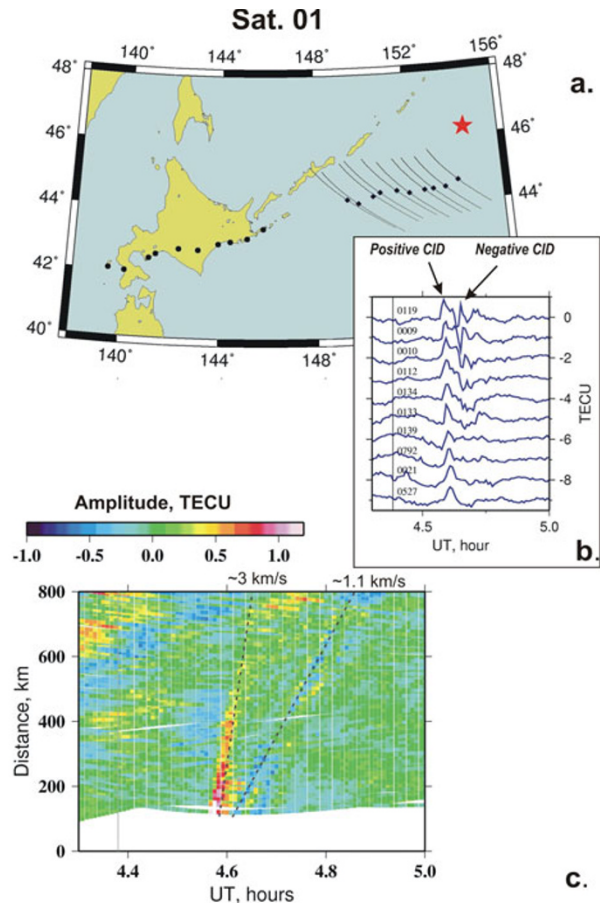 Sat. 01
140° 144° 148° 152° 156°
a.
48° 48°
46° 46°
44° 44°
42°
40°
140° 144° 148°
Positive CID Negative CID
0119 0
0009
0010 -2
0112
0134 -4
0133
0139 -6
0792
0021 -8
0527
TECU
4.5 5.0
UT, hour
b.
Amplitude, TECU
-1.0 -0.5 0.0 0.5 1.0
~3 km/s ~1.1 km/s
800
600
400
200
0
Distance, km
4.4 4.6 4.8 5.0
UT, hours
c.